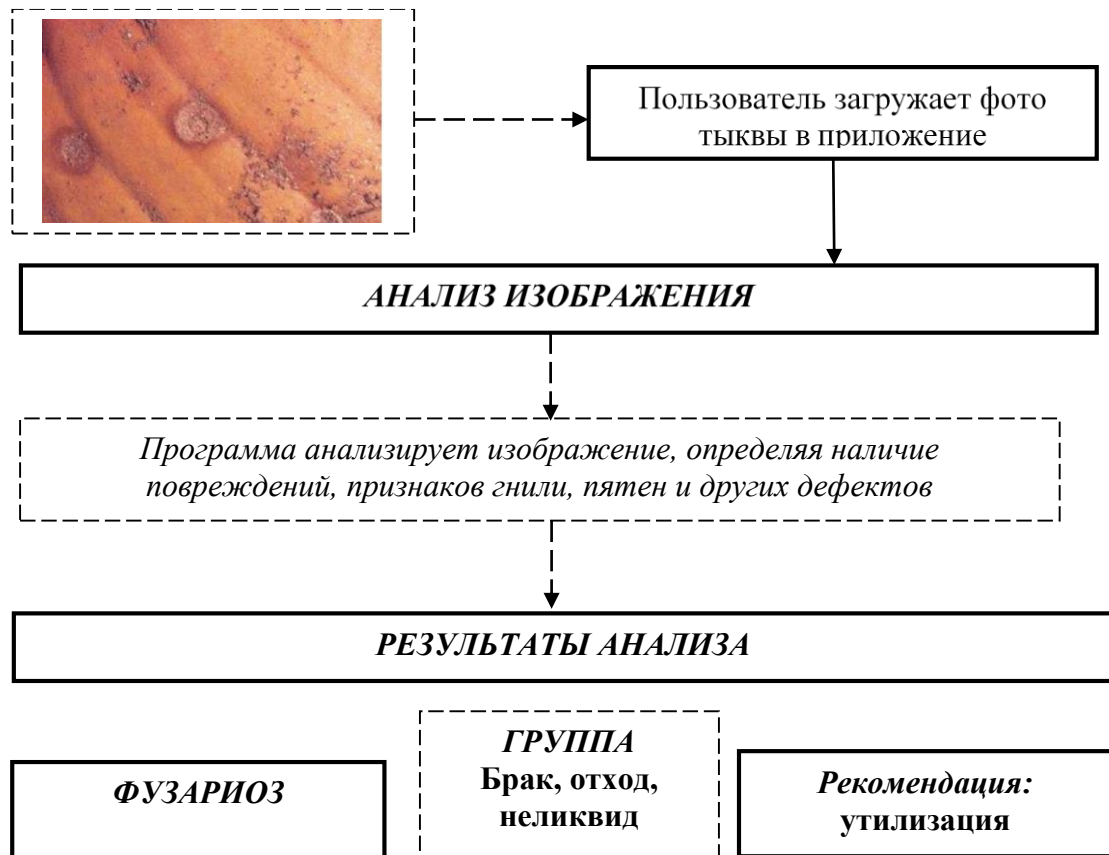 Пользователь загружает фото
тыквы в приложение
АНАЛИЗ ИЗОБРАЖЕНИЯ
Программа анализирует изображение, определяя наличие
повреждений, признаков гнили, пятен и других дефектов
РЕЗУЛЬТАТЫ АНАЛИЗА
ФУЗАРИОЗ
ГРУППА
Брак, отход,
неликвид
Рекомендация:
утилизация